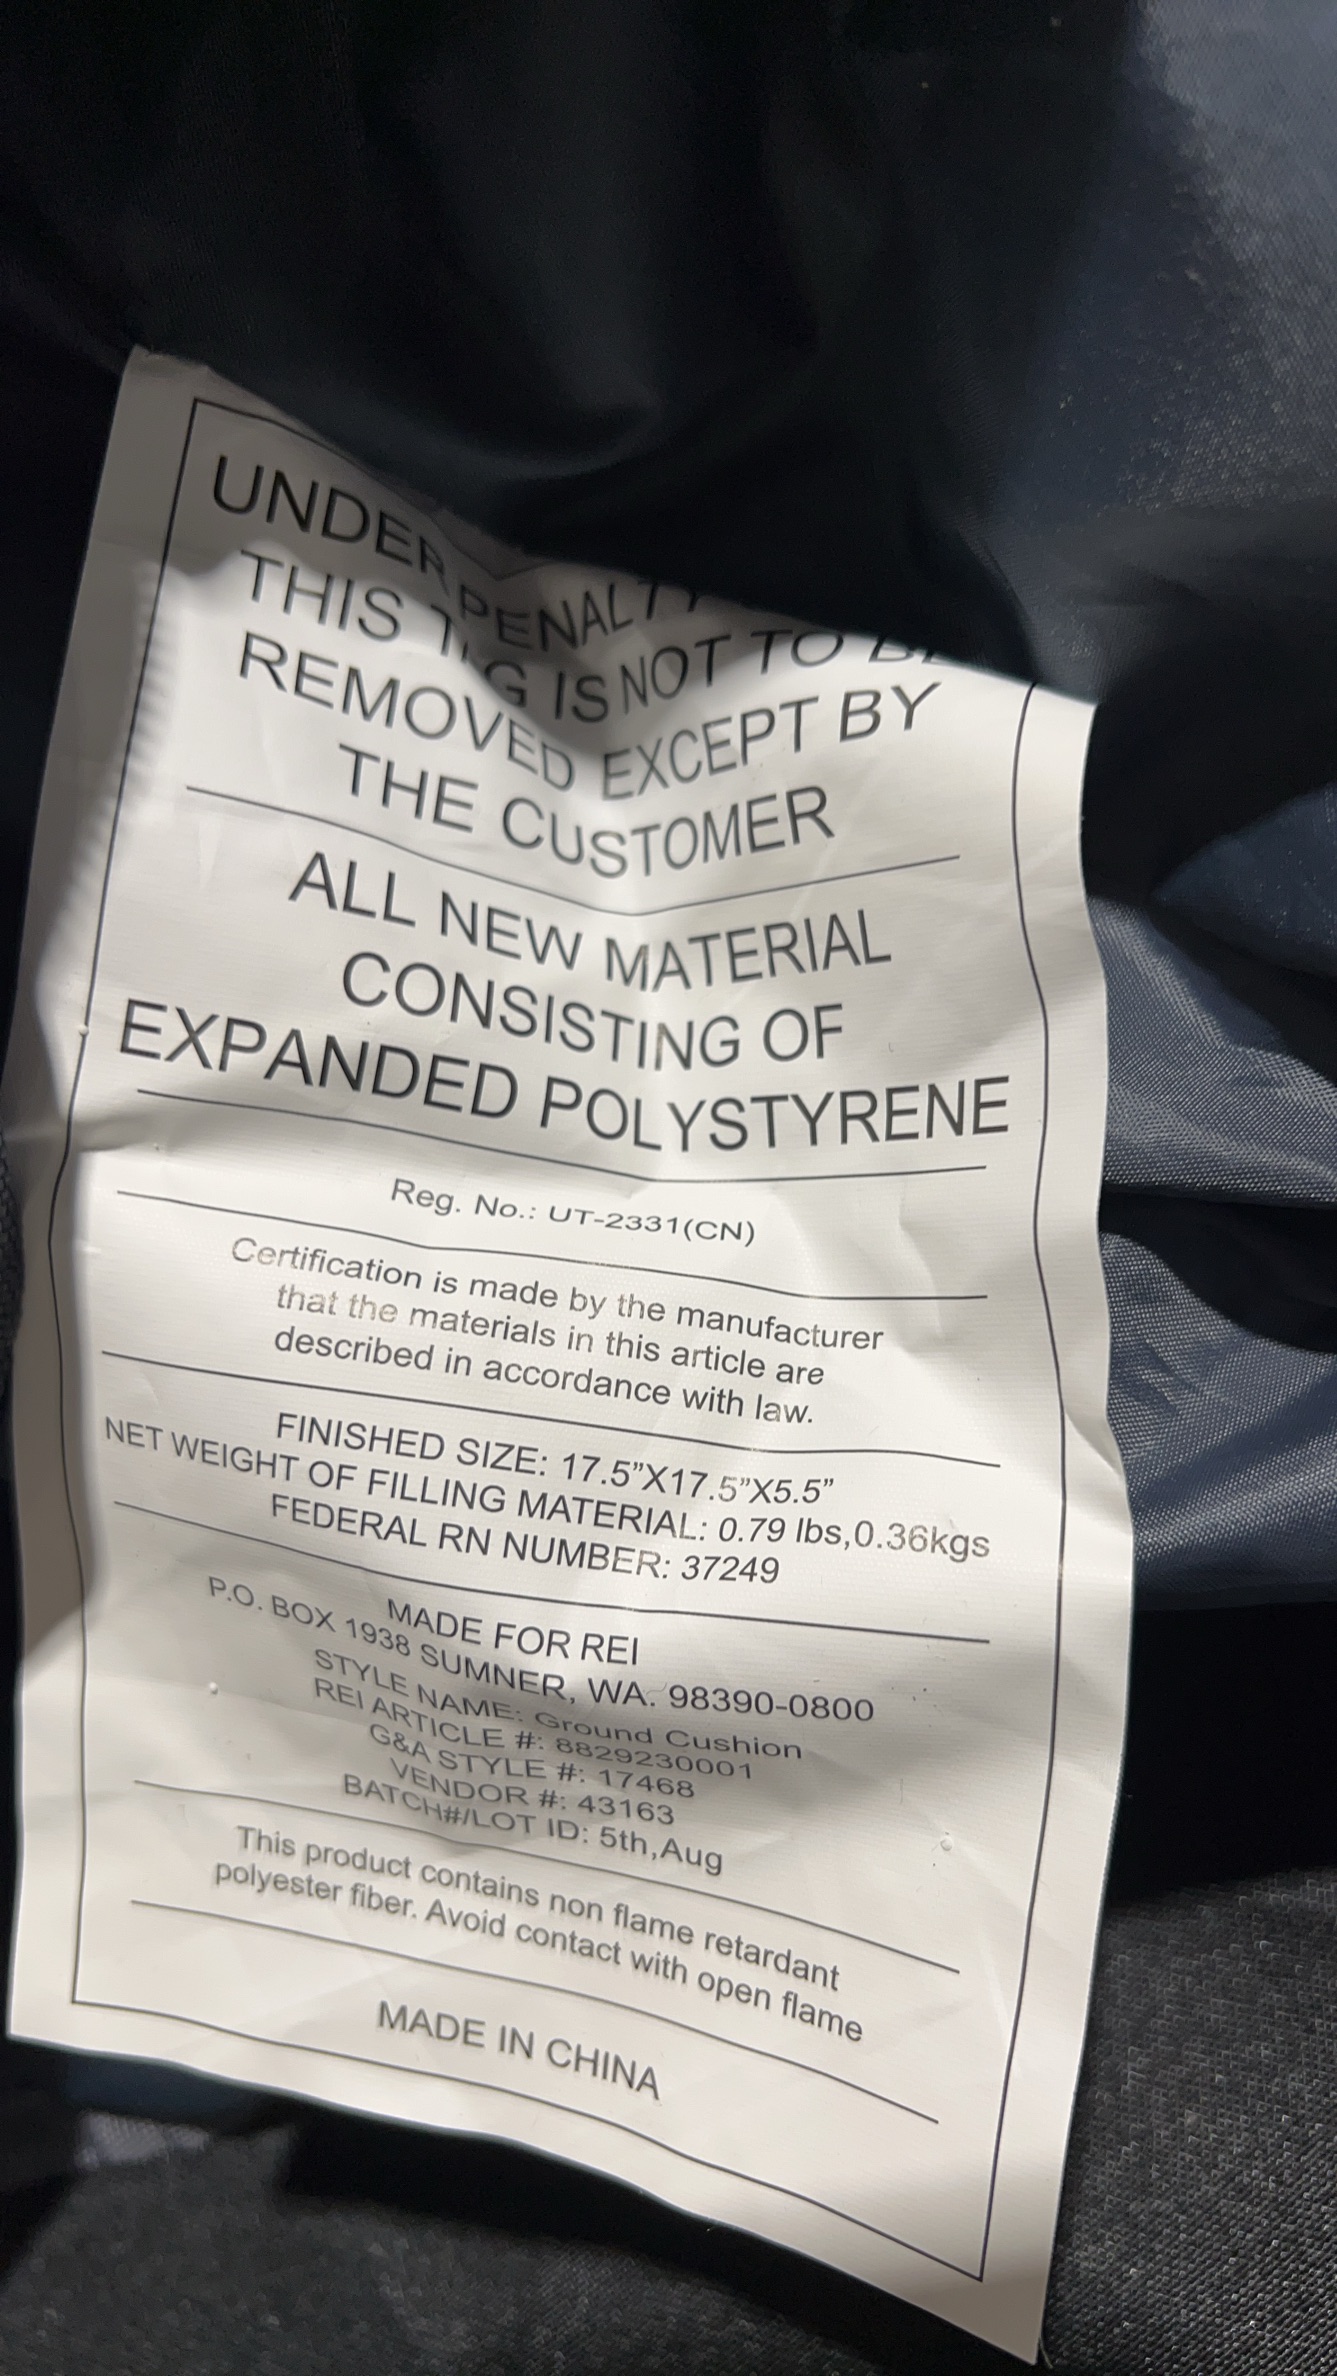 UNDER PENALTY
THIS TAG IS NOT TO BE
REMOVED EXCEPT BY
THE CUSTOMER
ALL NEW MATERIAL
CONSISTING OF
EXPANDED POLYSTYRENE
Reg. No.: UT-2331(CN)
Certification is made by the manufacturer
that the materials in this article are
described in accordance with law.
FINISHED SIZE: 17.5”X17.5”X5.5”
NET WEIGHT OF FILLING MATERIAL: 0.79 lbs,0.36kgs
FEDERAL RN NUMBER: 37249
MADE FOR REI
P.O. BOX 1938 SUMNER, WA. 98390-0800
STYLE NAME: Ground Cushion
REI ARTICLE #: 8829230001
G&A STYLE #: 17468
VENDOR #: 43163
BATCH#/LOT ID: 5th,Aug
This product contains non flame retardant
polyester fiber. Avoid contact with open flame
MADE IN CHINA